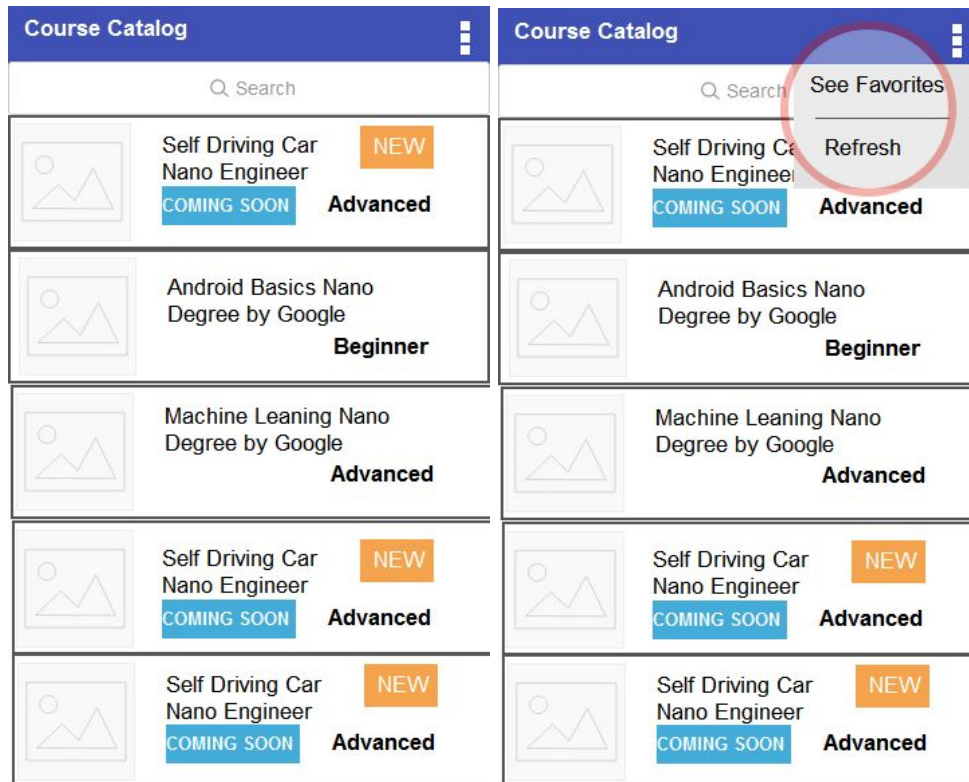 Course Catalog
Search
Self Driving Car
NEW
Nano Engineer
COMING SOON
Advanced
Android Basics Nano
Degree by Google
Beginner
Machine Leaning Nano
Degree by Google
Advanced
Self Driving Car
NEW
Nano Engineer
COMING SOON
Advanced
Self Driving Car
NEW
Nano Engineer
COMING SOON
Advanced
Course Catalog
Search
See Favorites
Refresh
Self Driving Ca
Nano Enginee
COMING SOON
Advanced
Android Basics Nano
Degree by Google
Beginner
Machine Leaning Nano
Degree by Google
Advanced
Self Driving Car
NEW
Nano Engineer
COMING SOON
Advanced
Self Driving Car
NEW
Nano Engineer
COMING SOON
Advanced